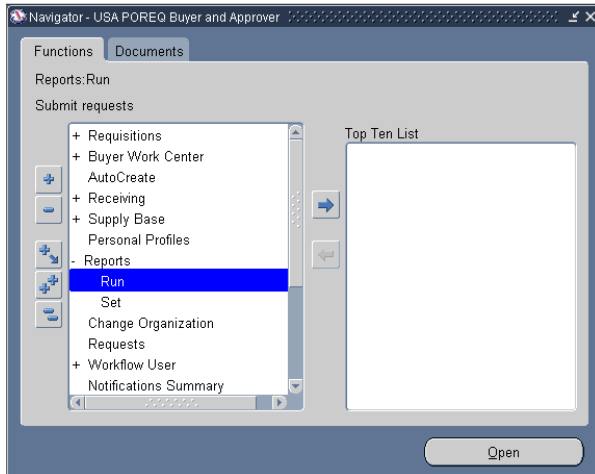 Navigator - USA POREQ Buyer and Approver
Functions
Documents
Reports:Run
Submit requests
+ Requisitions
+ Buyer Work Center
AutoCreate
+ Receiving
+ Supply Base
Personal Profiles
- Reports
Run
Set
Change Organization
Requests
+ Workflow User
Notifications Summary
Top Ten List
Open